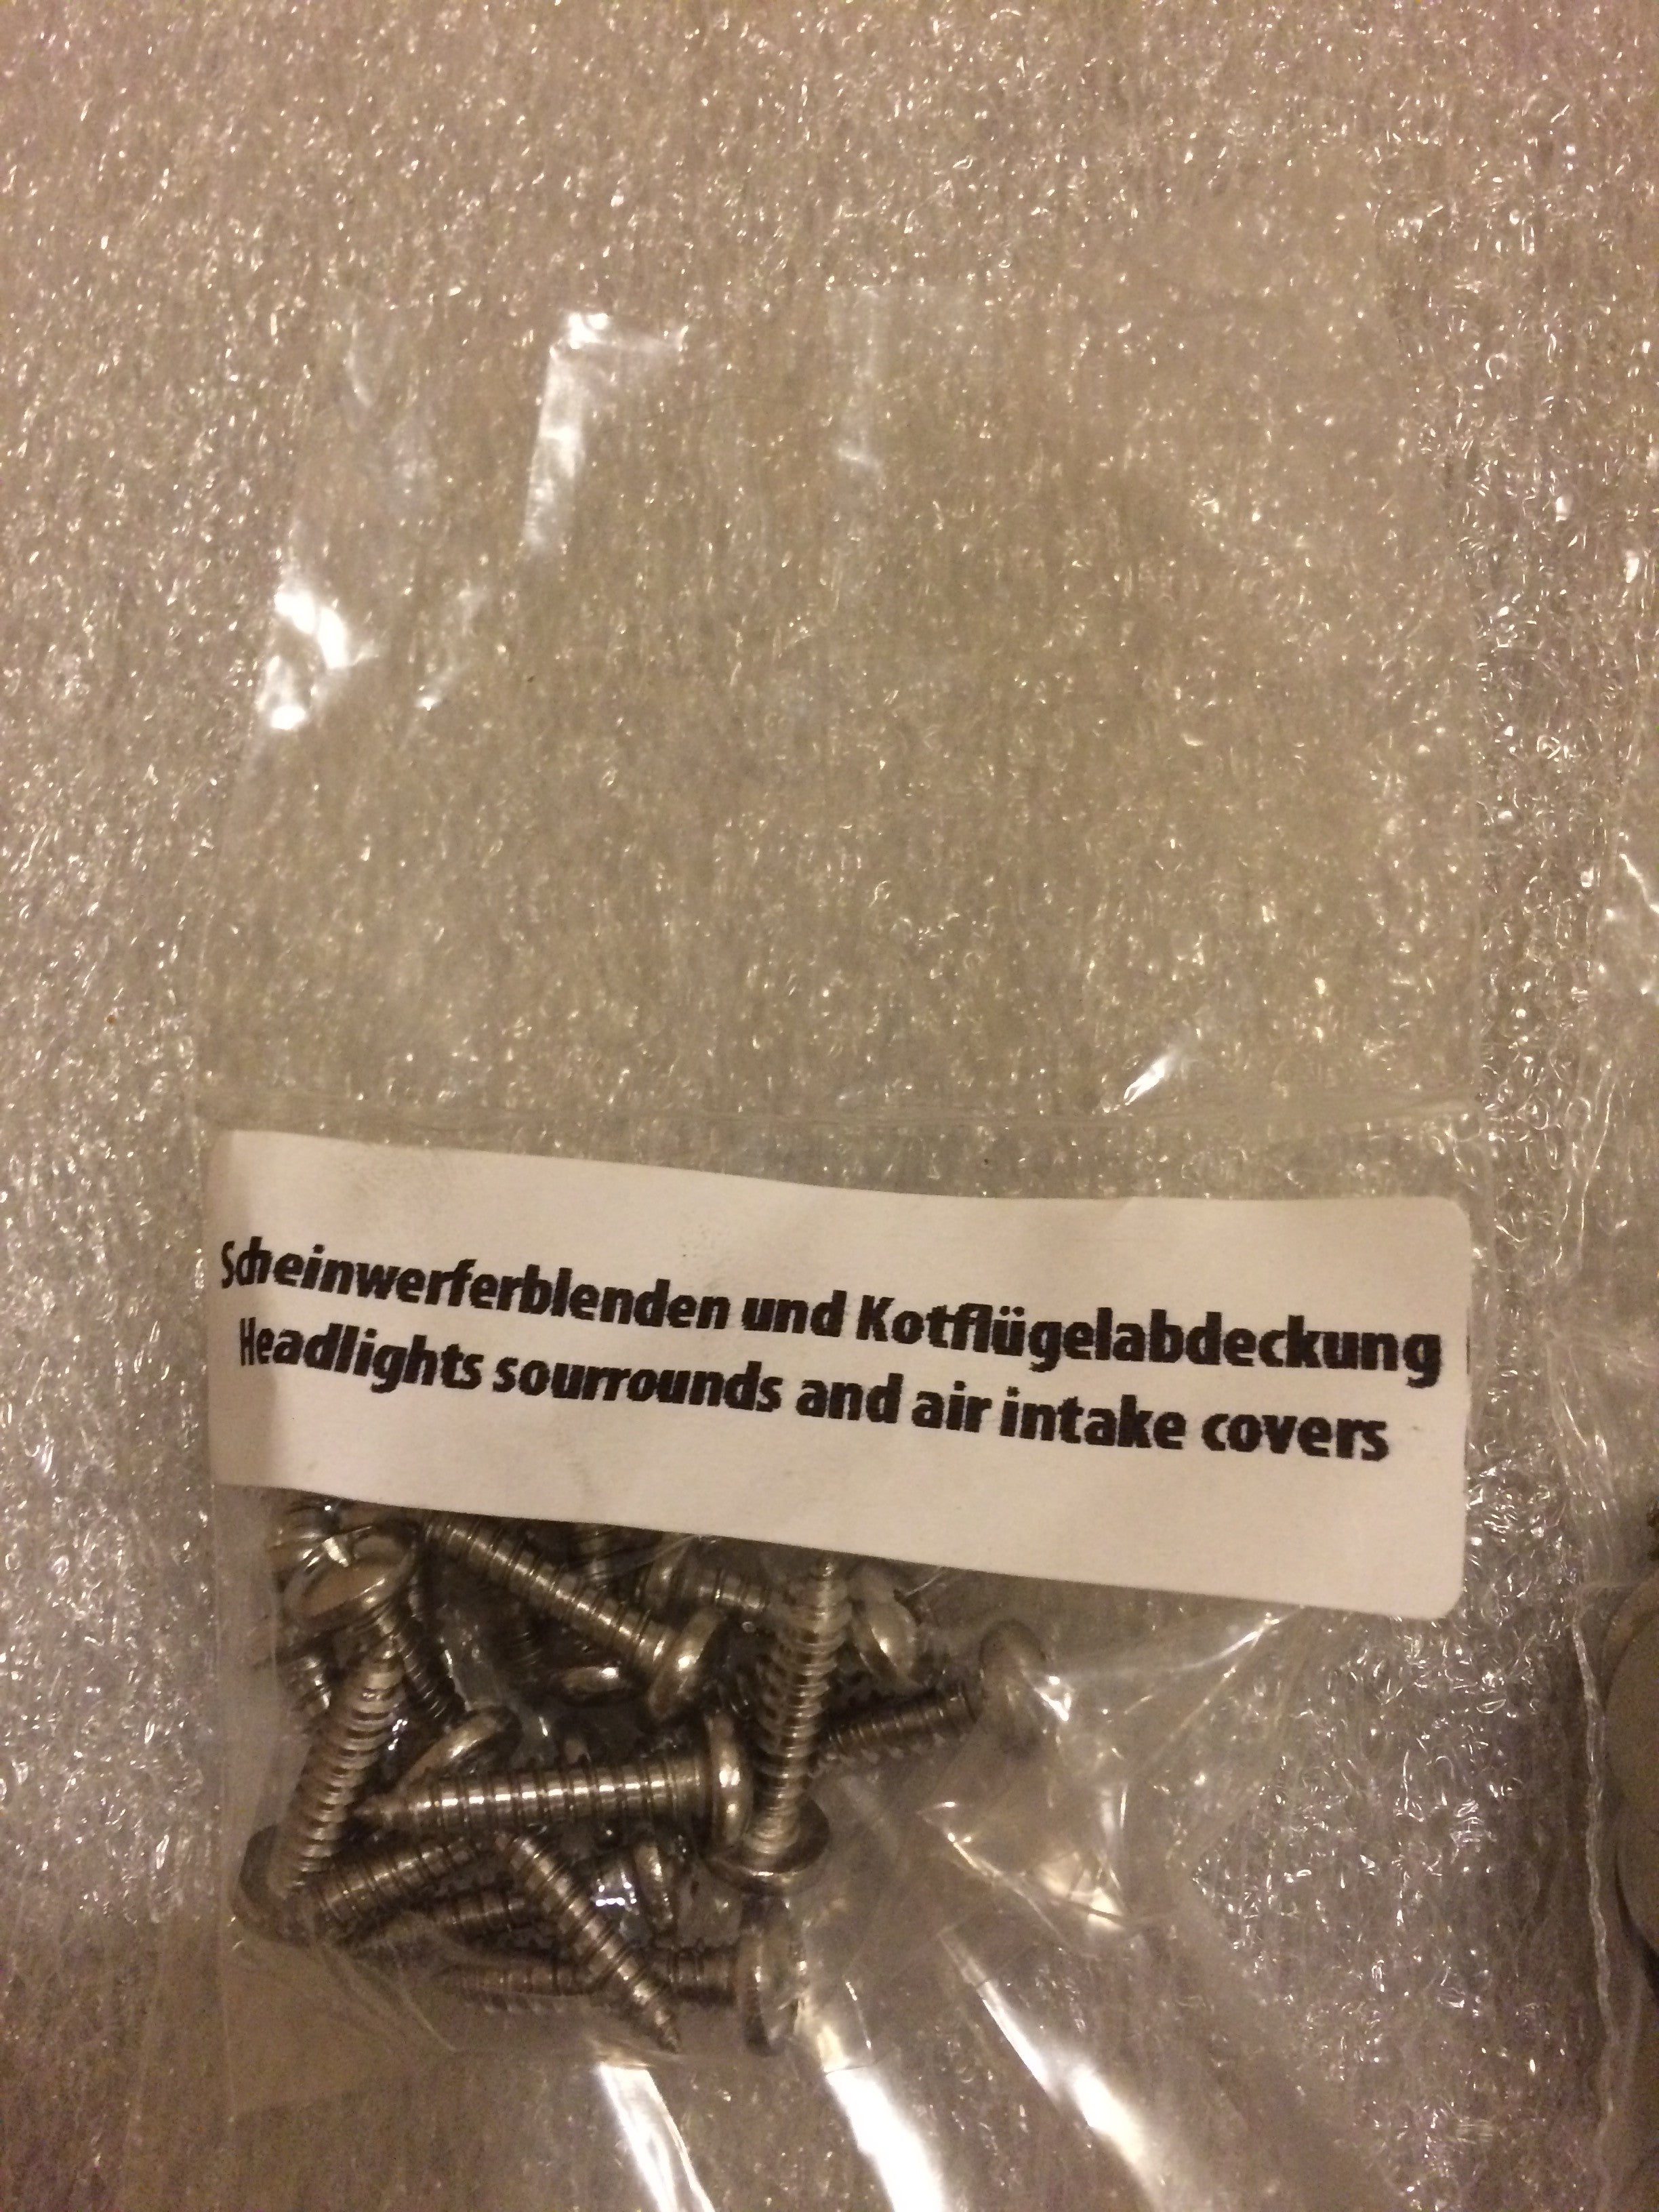 Scheinwerferblenden und Kotflügelabdeckung
Headlights sourrounds and air intake covers